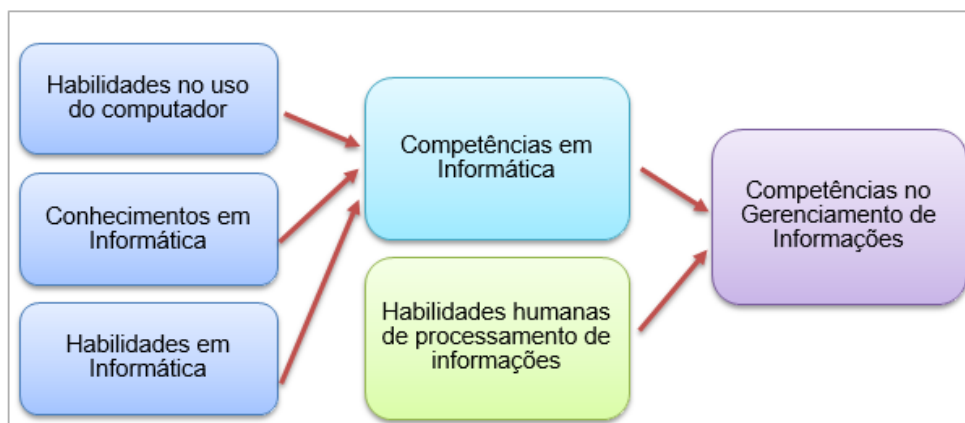 Habilidades no uso
do computador
Conhecimentos em
Informática
Habilidades em
Informática
Competências em
Informática
Habilidades humanas
de processamento de
informações
Competências no
Gerenciamento de
Informações